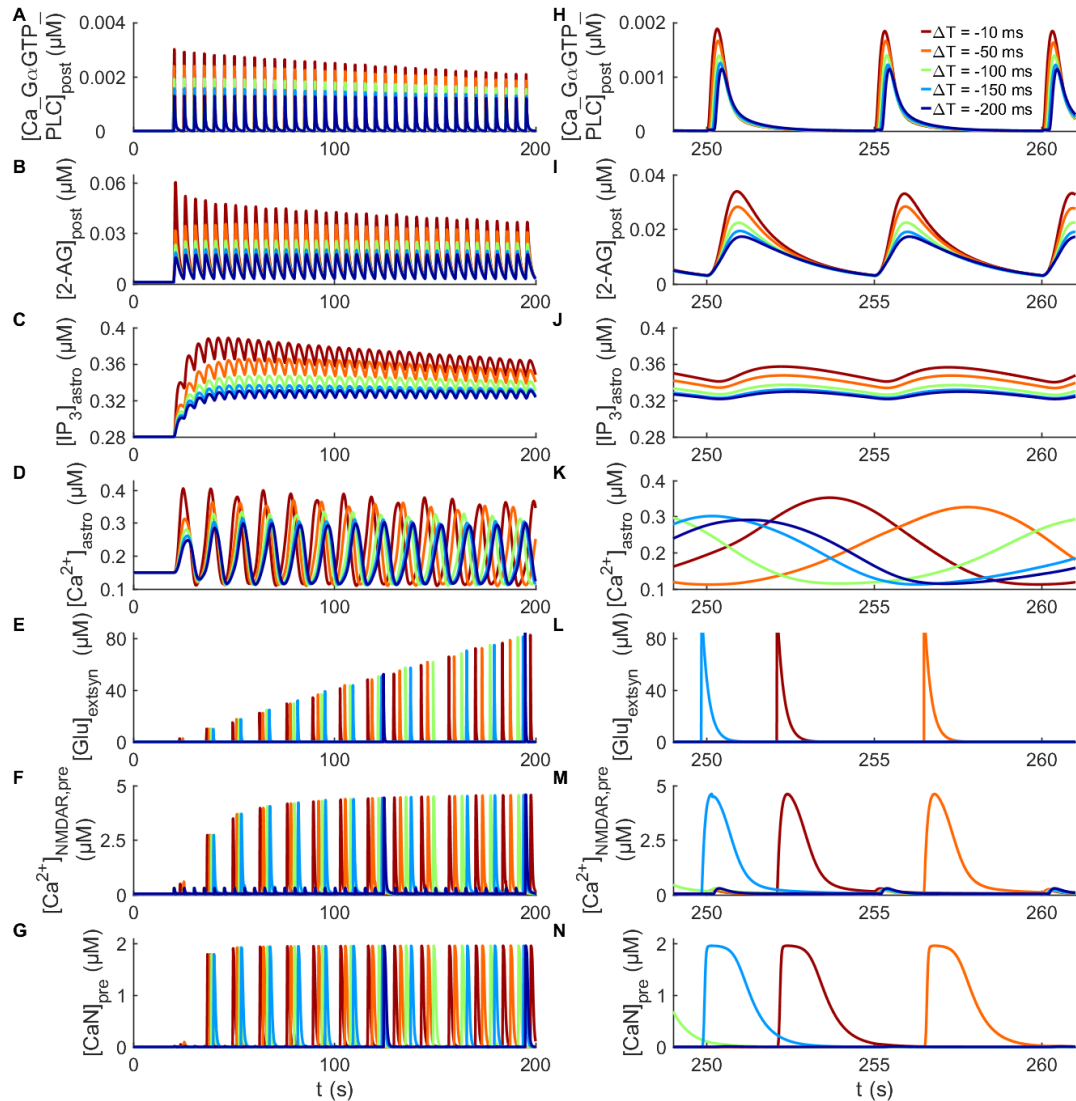 A
[Ca_GαGTP_
PLC]post (μM)
0.004
0.002
0
0 100 200
B
[2-AG]post (μM)
0.06
0.03
0
0 100 200
C
[IP3]astro (μM)
0.4
0.36
0.32
0.28
0 100 200
D
[Ca2+]astro (μM)
0.4
0.3
0.2
0.1
0 100 200
E
[Glu]extsyn (μM)
80
40
0
0 100 200
F
[Ca2+]NMDAR,pre
(μM)
5
2.5
0
0 100 200
G
[CaN]pre (μM)
2
1
0
0 100 200
t (s)
H
[Ca_GαGTP_
PLC]post (μM)
0.002
0.001
0
250 255 260
ΔT = -10 ms
ΔT = -50 ms
ΔT = -100 ms
ΔT = -150 ms
ΔT = -200 ms
I
[2-AG]post (μM)
0.04
0.02
0
250 255 260
J
[IP3]astro (μM)
0.4
0.36
0.32
0.28
250 255 260
K
[Ca2+]astro (μM)
0.4
0.3
0.2
0.1
250 255 260
L
[Glu]extsyn (μM)
80
40
0
250 255 260
M
[Ca2+]NMDAR,pre
(μM)
5
2.5
0
250 255 260
N
[CaN]pre (μM)
2
1
0
250 255 260
t (s)